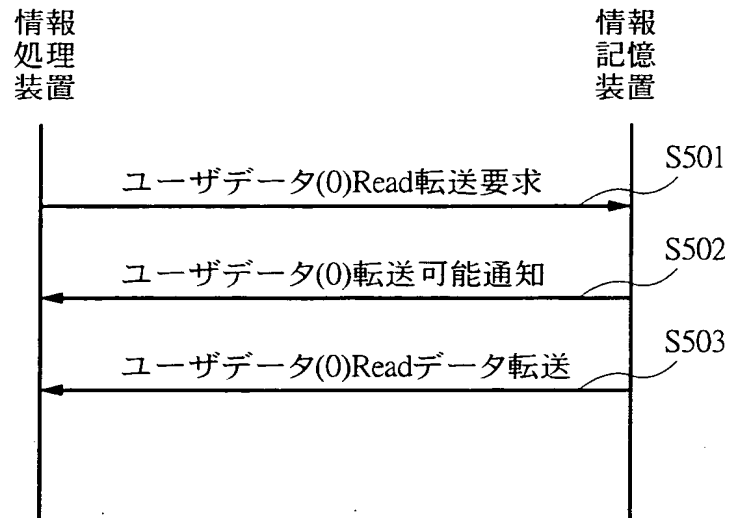 情報
処理
装置
情報
記憶
装置
ユーザデータ(0)Read転送要求
S501
ユーザデータ(0)転送可能通知
S502
ユーザデータ(0)Readデータ転送
S503